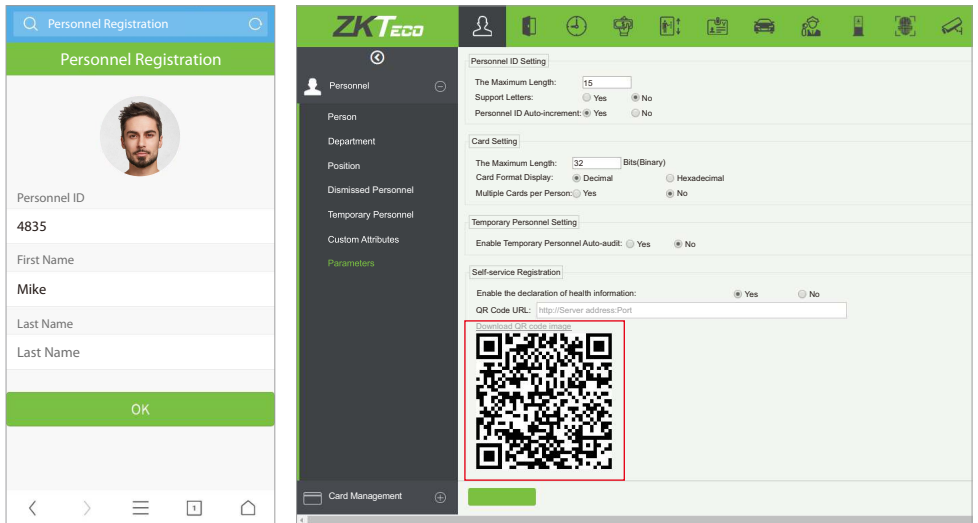 Personnel Registration
Personnel Registration
Personnel ID
4835
First Name
Mike
Last Name
Last Name
OK
1
ZKTeco
Personnel
Person
Department
Position
Dismissed Personnel
Temporary Personnel
Custom Attributes
Parameters
Card Management
Personnel ID Setting
The Maximum Length: 15
Support Letters: Yes No
Personnel ID Auto-increment: Yes No
Card Setting
The Maximum Length: 32 Bits(Binary)
Card Format Display: Decimal Hexadecimal
Multiple Cards per Person: Yes No
Temporary Personnel Setting
Enable Temporary Personnel Auto-audit: Yes No
Self-service Registration
Enable the declaration of health information: Yes No
QR Code URL: http://Server address:Port
Download QR code image